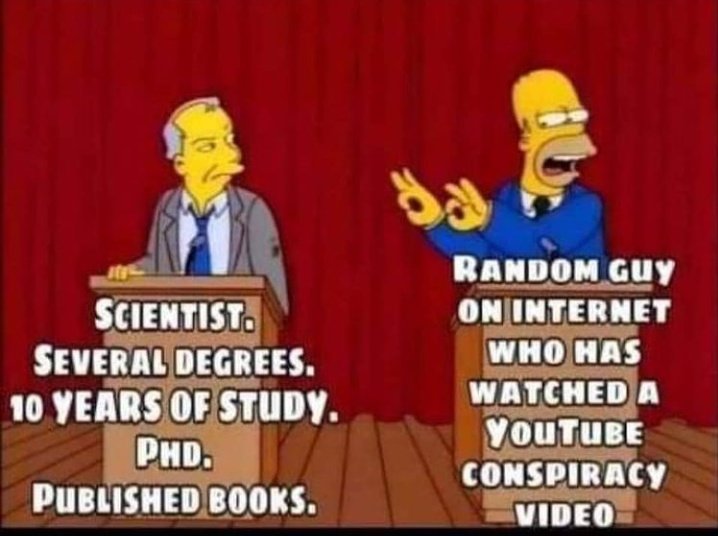 SCIENTIST.
SEVERAL DEGREES.
10 YEARS OF STUDY.
PHD.
PUBLISHED BOOKS.
RANDOM GUY
ON INTERNET
WHO HAS
WATCHED A
YOUTUBE
CONSPIRACY
VIDEO